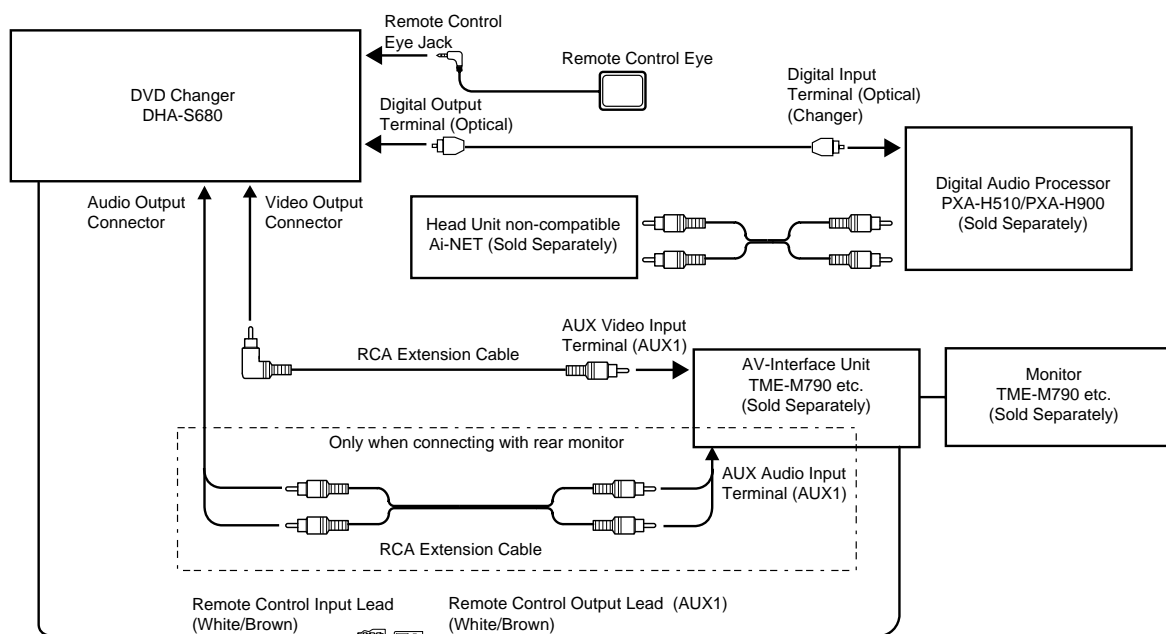 Remote Control
Eye Jack
Remote Control Eye
Digital Input
Terminal (Optical)
(Changer)
DVD Changer
DHA-S680
Digital Output
Terminal (Optical)
Digital Audio Processor
PXA-H510/PXA-H900
(Sold Separately)
Audio Output
Connector
Video Output
Connector
Head Unit non-compatible
Ai-NET (Sold Separately)
AUX Video Input
Terminal (AUX1)
RCA Extension Cable
AV-Interface Unit
TME-M790 etc.
(Sold Separately)
Monitor
TME-M790 etc.
(Sold Separately)
Only when connecting with rear monitor
AUX Audio Input
Terminal (AUX1)
RCA Extension Cable
Remote Control Input Lead
(White/Brown)
Remote Control Output Lead (AUX1)
(White/Brown)